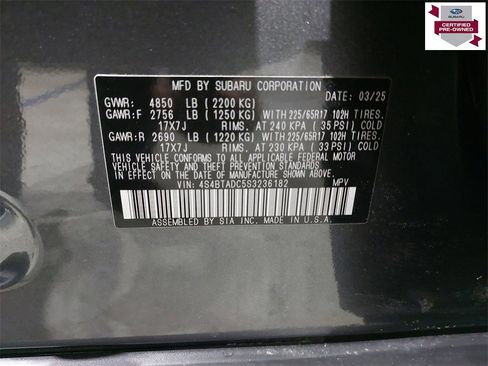 SUBARU
CERTIFIED
PRE-OWNED
MFD BY SUBARU CORPORATION
GVWR: 4850 LB (2200 KG) DATE: 03/25
GAWR:F 2756 LB (1250 KG) WITH 225/65R17 102H TIRES.
17X7J RIMS. AT 240 KPA (35 PSI) COLD
GAWR:R 2690 LB (1220 KG) WITH 225/65R17 102H TIRES.
17X7J RIMS. AT 230 KPA (33 PSI) COLD
THIS VEHICLE CONFORMS TO ALL APPLICABLE FEDERAL MOTOR
VEHICLE SAFETY AND THEFT PREVENTION STANDARDS
IN EFFECT ON THE DATE OF MANUFACTURE SHOWN ABOVE.
VIN: 4S4BTADC5S3236182 MPV
ASSEMBLED BY SIA INC. MADE IN U.S.A.